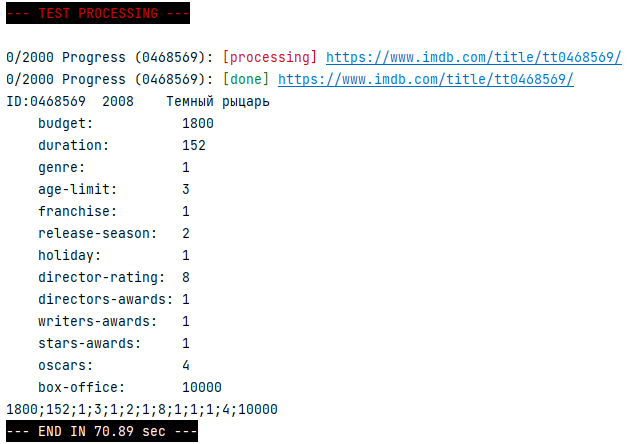 --- TEST PROCESSING ---
0/2000 Progress (0468569): [processing] https://www.imdb.com/title/tt0468569/
0/2000 Progress (0468569): [done] https://www.imdb.com/title/tt0468569/
ID:0468569  2008    Темный рыцарь
    budget:           1800
    duration:         152
    genre:            1
    age-limit:        3
    franchise:        1
    release-season:   2
    holiday:          1
    director-rating:  8
    directors-awards: 1
    writers-awards:   1
    stars-awards:     1
    oscars:           4
    box-office:       10000
1800;152;1;3;1;2;1;8;1;1;1;4;10000
--- END IN 70.89 sec ---